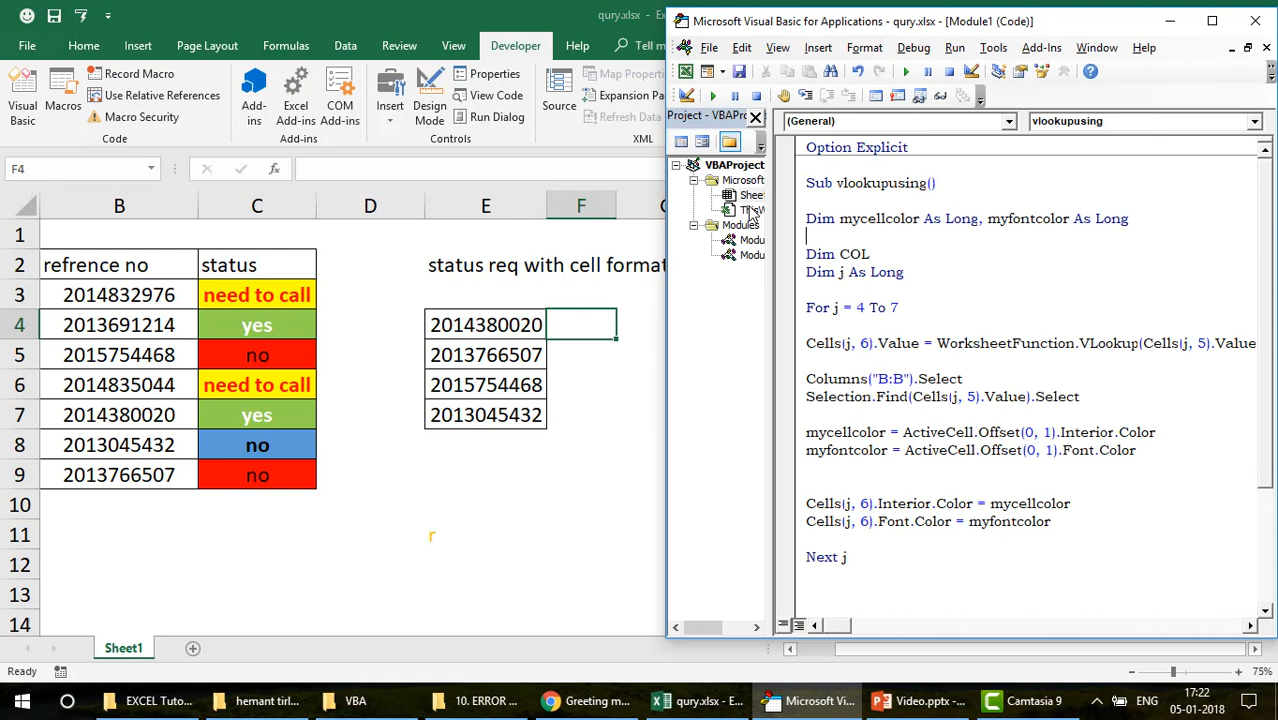 qury.xlsx - E
File Home Insert Page Layout Formulas Data Review View Developer Help Tell m
Visual Basic
Macros
Record Macro
Use Relative References
Macro Security
Code
Add-ins
Excel Add-ins
COM Add-ins
Add-ins
Insert
Design Mode
Properties
View Code
Controls
Source
Map Properti
Expansion Pa
Refresh Data
XML
F4
fx
B C D E F
1
2 refrence no status status req with cell format
3 2014832976 need to call
4 2013691214 yes 2014380020
5 2015754468 no 2013766507
6 2014835044 need to call 2015754468
7 2014380020 yes 2013045432
8 2013045432 no
9 2013766507 no
10
11 r
12
13
14
Sheet1
Ready
75%
Microsoft Visual Basic for Applications - qury.xlsx - [Module1 (Code)]
File Edit View Insert Format Debug Run Tools Add-Ins Window Help
Project - VBAPr
VBAProject
Microsoft
Sheet
Modules
Modu
Modu
(General) vlookupusing
Option Explicit
Sub vlookupusing()
Dim mycellcolor As Long, myfontcolor As Long
Dim COL
Dim j As Long
For j = 4 To 7
Cells(j, 6).Value = WorksheetFunction.VLookup(Cells(j, 5).Value
Columns("B:B").Select
Selection.Find(Cells(j, 5).Value).Select
mycellcolor = ActiveCell.Offset(0, 1).Interior.Color
myfontcolor = ActiveCell.Offset(0, 1).Font.Color
Cells(j, 6).Interior.Color = mycellcolor
Cells(j, 6).Font.Color = myfontcolor
Next j
EXCEL Tuto... hemant tirl... VBA 10. ERROR ... Greeting m... qury.xlsx - E... Microsoft Vi... Video.pptx - ... Camtasia 9 ENG 17:22
05-01-2018